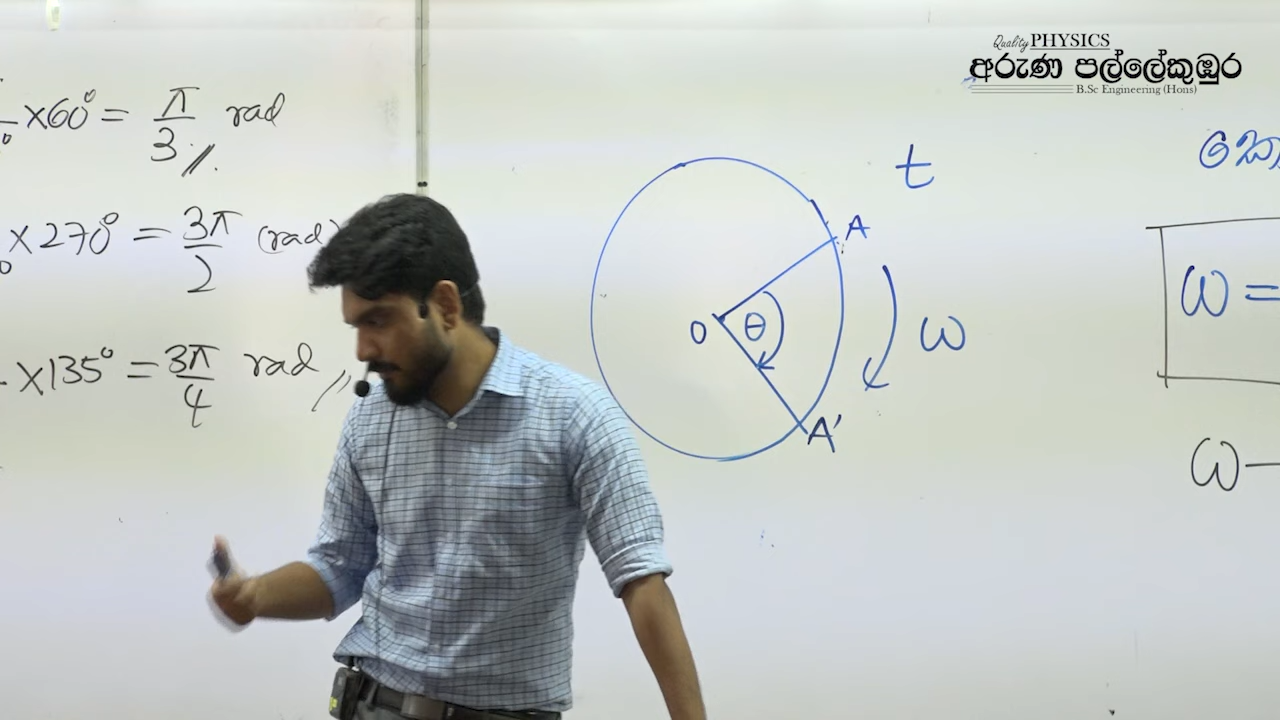 Quality PHYSICS
අරුණ පල්ලේකුඹුර
B.Sc Engineering (Hons)
×60° = π/3 rad
×270° = 3π/2 (rad)
×135° = 3π/4 rad
t
A
O
θ
ω
A'
ω =
ω